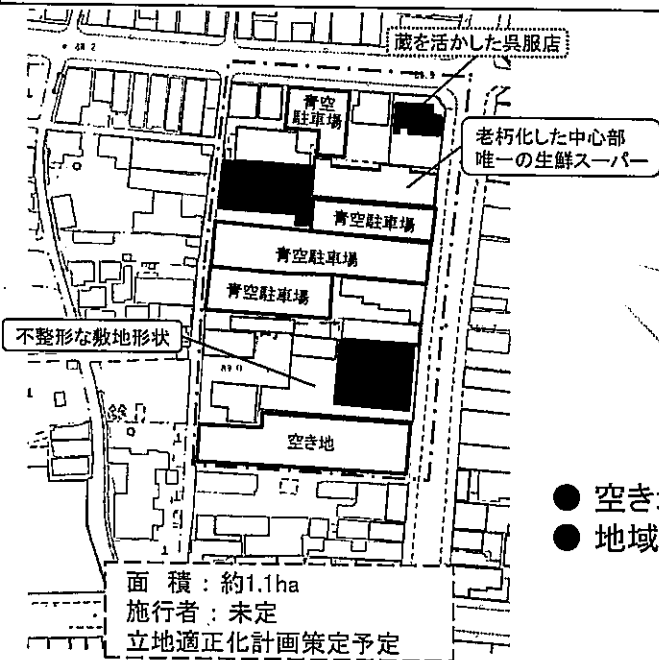 蔵を活かした呉服店
青空
駐車場
老朽化した中心部
唯一の生鮮スーパー
青空駐車場
青空駐車場
青空駐車場
不整形な敷地形状
空き地
● 空き
● 地域
面 積：約1.1ha
施行者：未定
立地適正化計画策定予定